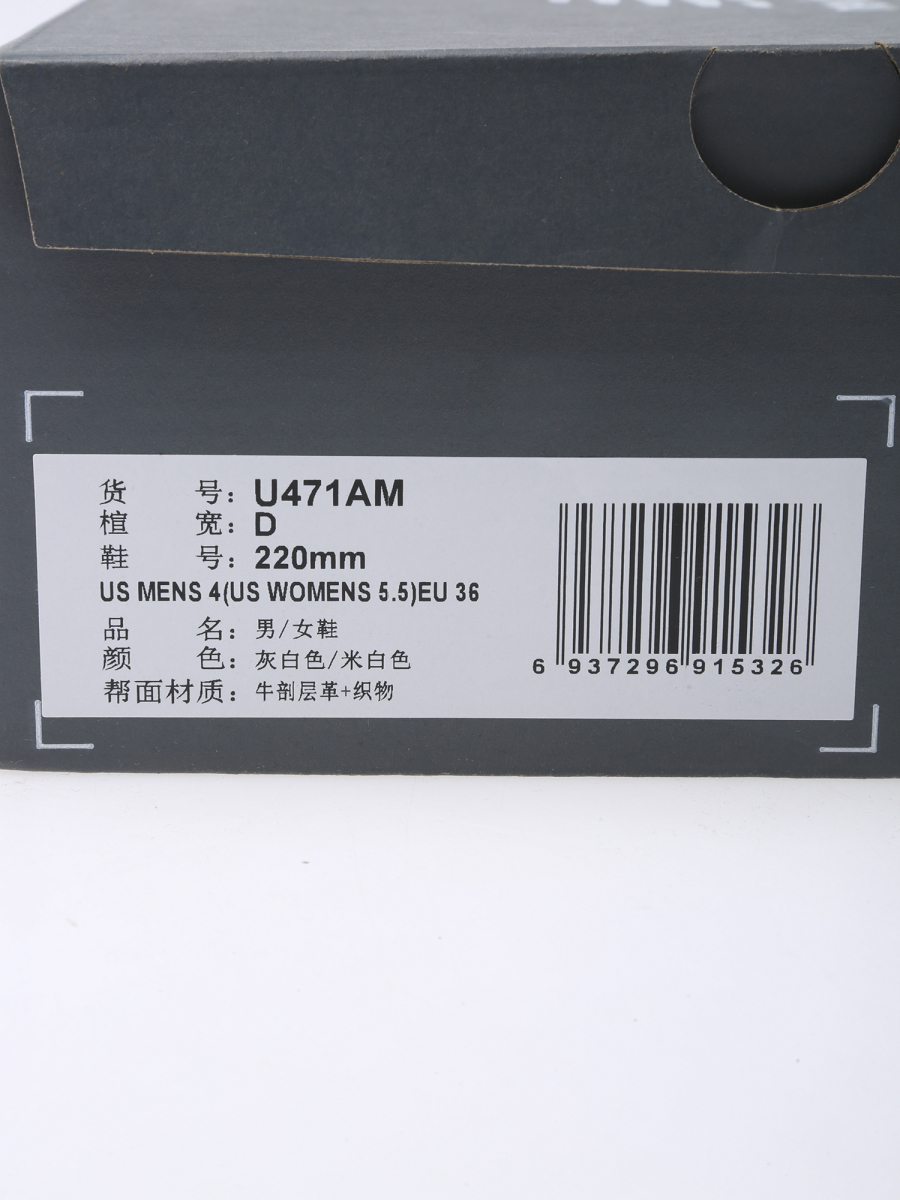 货 号：U471AM
楦 宽：D
鞋 号：220mm
US MENS 4(US WOMENS 5.5)EU 36
品 名：男/女鞋
颜 色：灰白色/米白色
帮面材质：牛剖层革+织物
6 937296 915326